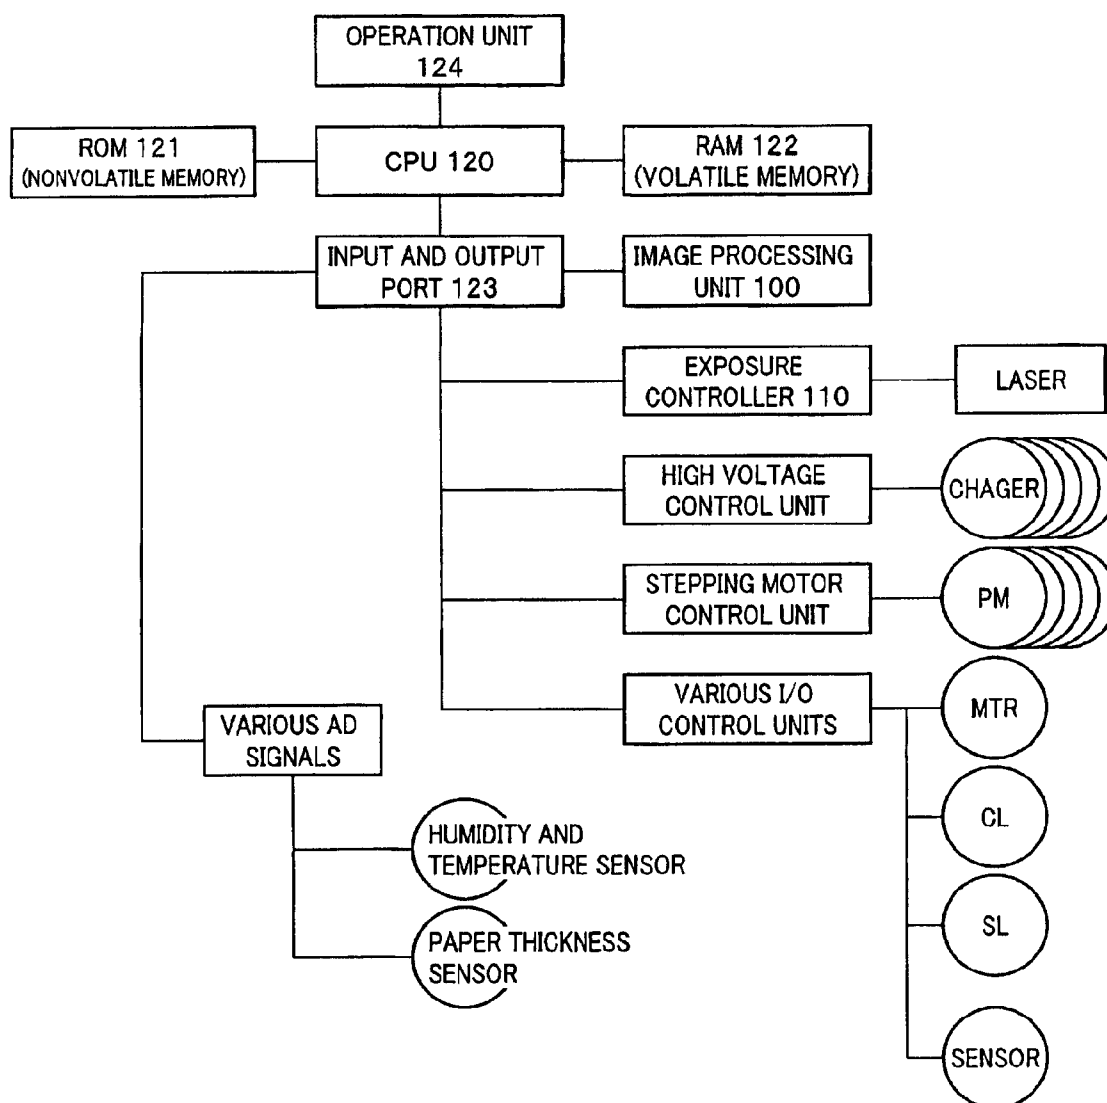 OPERATION UNIT
124
ROM 121
(NONVOLATILE MEMORY)
CPU 120
RAM 122
(VOLATILE MEMORY)
INPUT AND OUTPUT
PORT 123
IMAGE PROCESSING
UNIT 100
EXPOSURE
CONTROLLER 110
LASER
HIGH VOLTAGE
CONTROL UNIT
CHAGER
STEPPING MOTOR
CONTROL UNIT
PM
VARIOUS I/O
CONTROL UNITS
MTR
VARIOUS AD
SIGNALS
CL
HUMIDITY AND
TEMPERATURE SENSOR
SL
PAPER THICKNESS
SENSOR
SENSOR